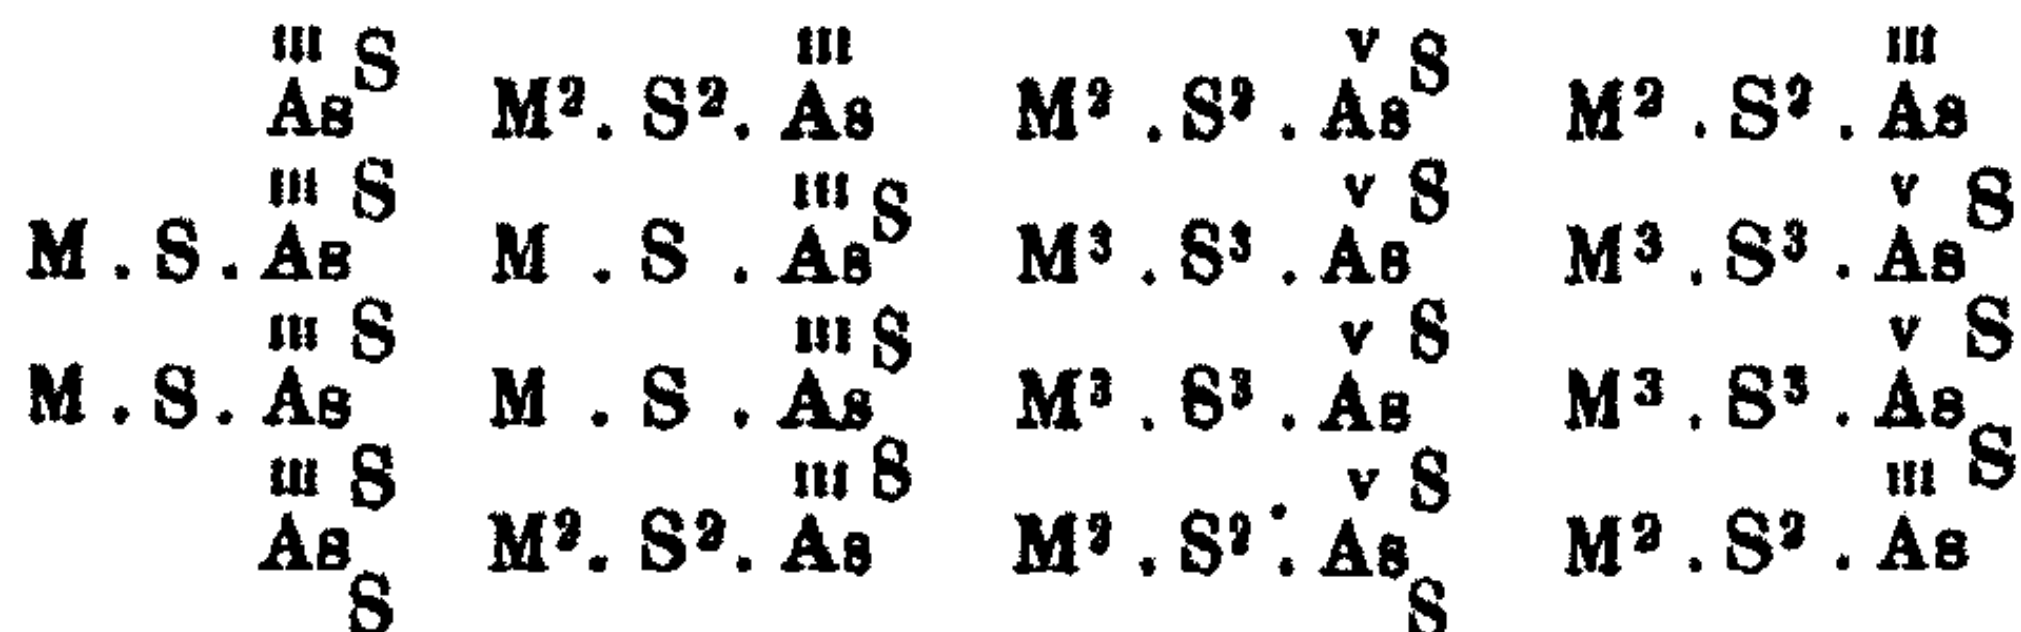 III S III V S III
As M². S². As M² . S² . As M² . S² . As
III S III S V S V S
M . S . As M . S . As M³ . S³ . As M³ . S³ . As
III S III S V S V S
M . S . As M . S . As M³ . S³ . As M³ . S³ . As
III S III S V S III S
As M². S². As M² . S² . As M² . S² . As
S S